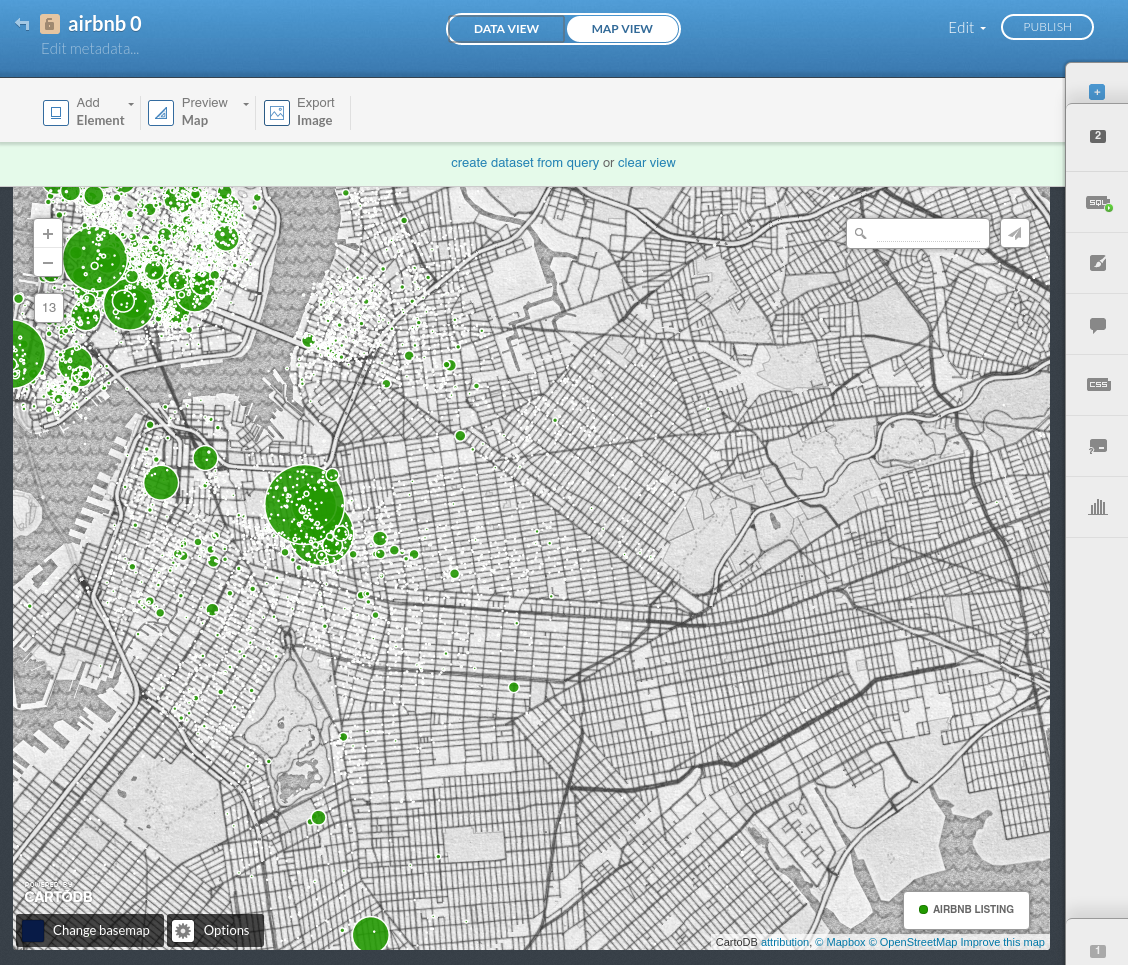 airbnb 0
Edit metadata...
DATA VIEW
MAP VIEW
Edit
PUBLISH
Add
Element
Preview
Map
Export
Image
create dataset from query or clear view
+
2
SQL
CSS
?
1
+
−
13
POWERED BY
CARTODB
Change basemap
Options
AIRBNB LISTING
CartoDB attribution, © Mapbox © OpenStreetMap Improve this map